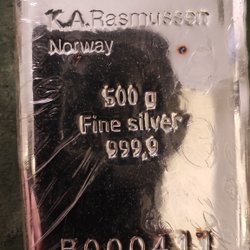 K.A.Rasmussen
Norway
500 g
Fine silver
999,9